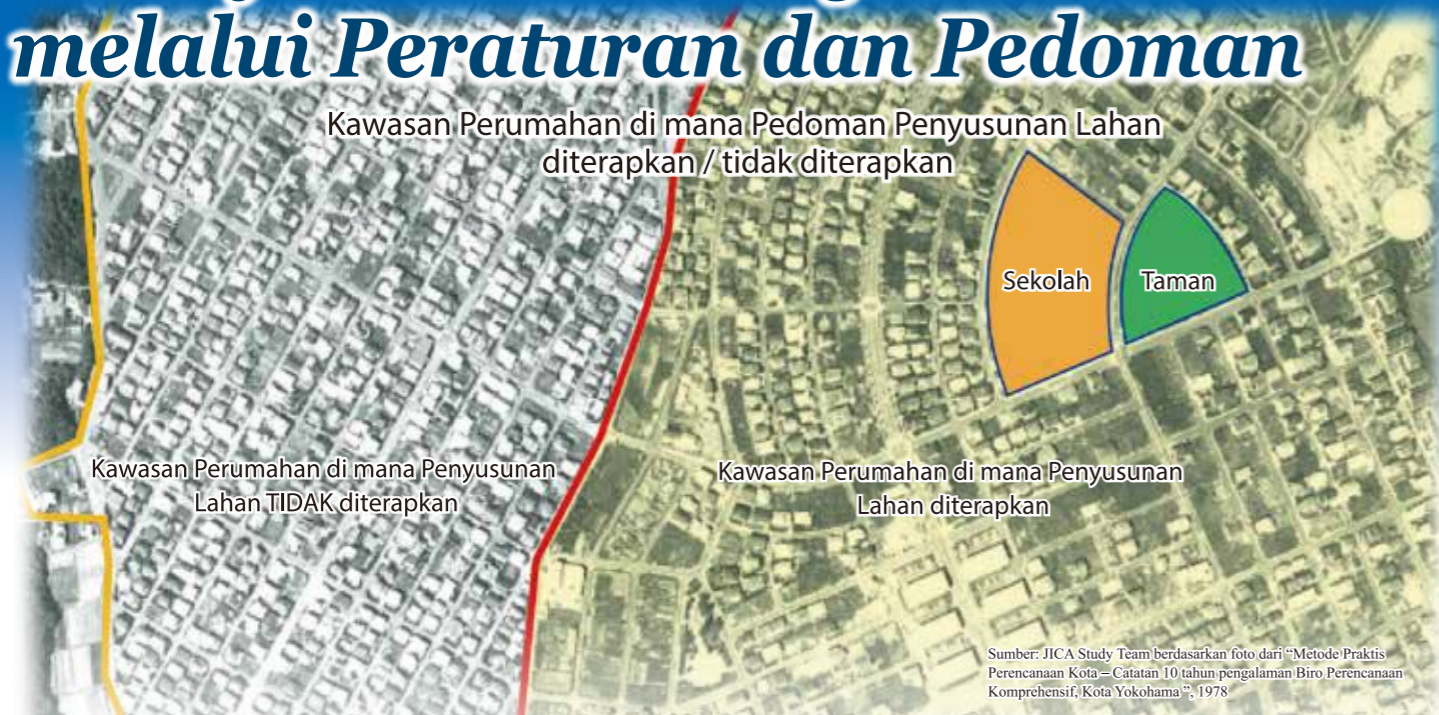 melalui Peraturan dan Pedoman
Kawasan Perumahan di mana Pedoman Penyusunan Lahan
diterapkan / tidak diterapkan
Sekolah
Taman
Kawasan Perumahan di mana Penyusunan
Lahan TIDAK diterapkan
Kawasan Perumahan di mana Penyusunan
Lahan diterapkan
Sumber: JICA Study Team berdasarkan foto dari “Metode Praktis
Perencanaan Kota – Catatan 10 tahun pengalaman Biro Perencanaan
Komprehensif, Kota Yokohama ”, 1978